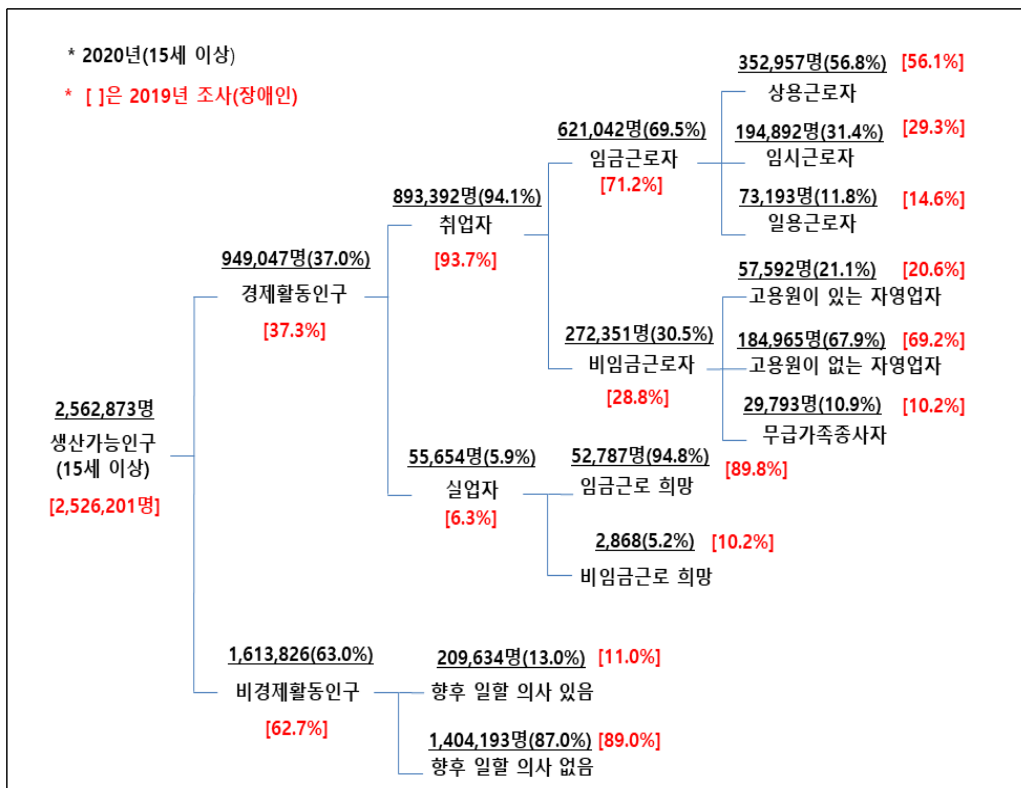 * 2020년(15세 이상)
* [ ]은 2019년 조사(장애인)
352,957명(56.8%) [56.1%]
상용근로자
621,042명(69.5%)
임금근로자
[71.2%]
194,892명(31.4%) [29.3%]
임시근로자
893,392명(94.1%)
취업자
[93.7%]
73,193명(11.8%) [14.6%]
일용근로자
949,047명(37.0%)
경제활동인구
[37.3%]
57,592명(21.1%) [20.6%]
고용원이 있는 자영업자
272,351명(30.5%)
비임금근로자
[28.8%]
184,965명(67.9%) [69.2%]
고용원이 없는 자영업자
29,793명(10.9%) [10.2%]
무급가족종사자
2,562,873명
생산가능인구
(15세 이상)
[2,526,201명]
55,654명(5.9%)
실업자
[6.3%]
52,787명(94.8%) [89.8%]
임금근로 희망
2,868(5.2%) [10.2%]
비임금근로 희망
1,613,826(63.0%)
비경제활동인구
[62.7%]
209,634명(13.0%) [11.0%]
향후 일할 의사 있음
1,404,193명(87.0%) [89.0%]
향후 일할 의사 없음